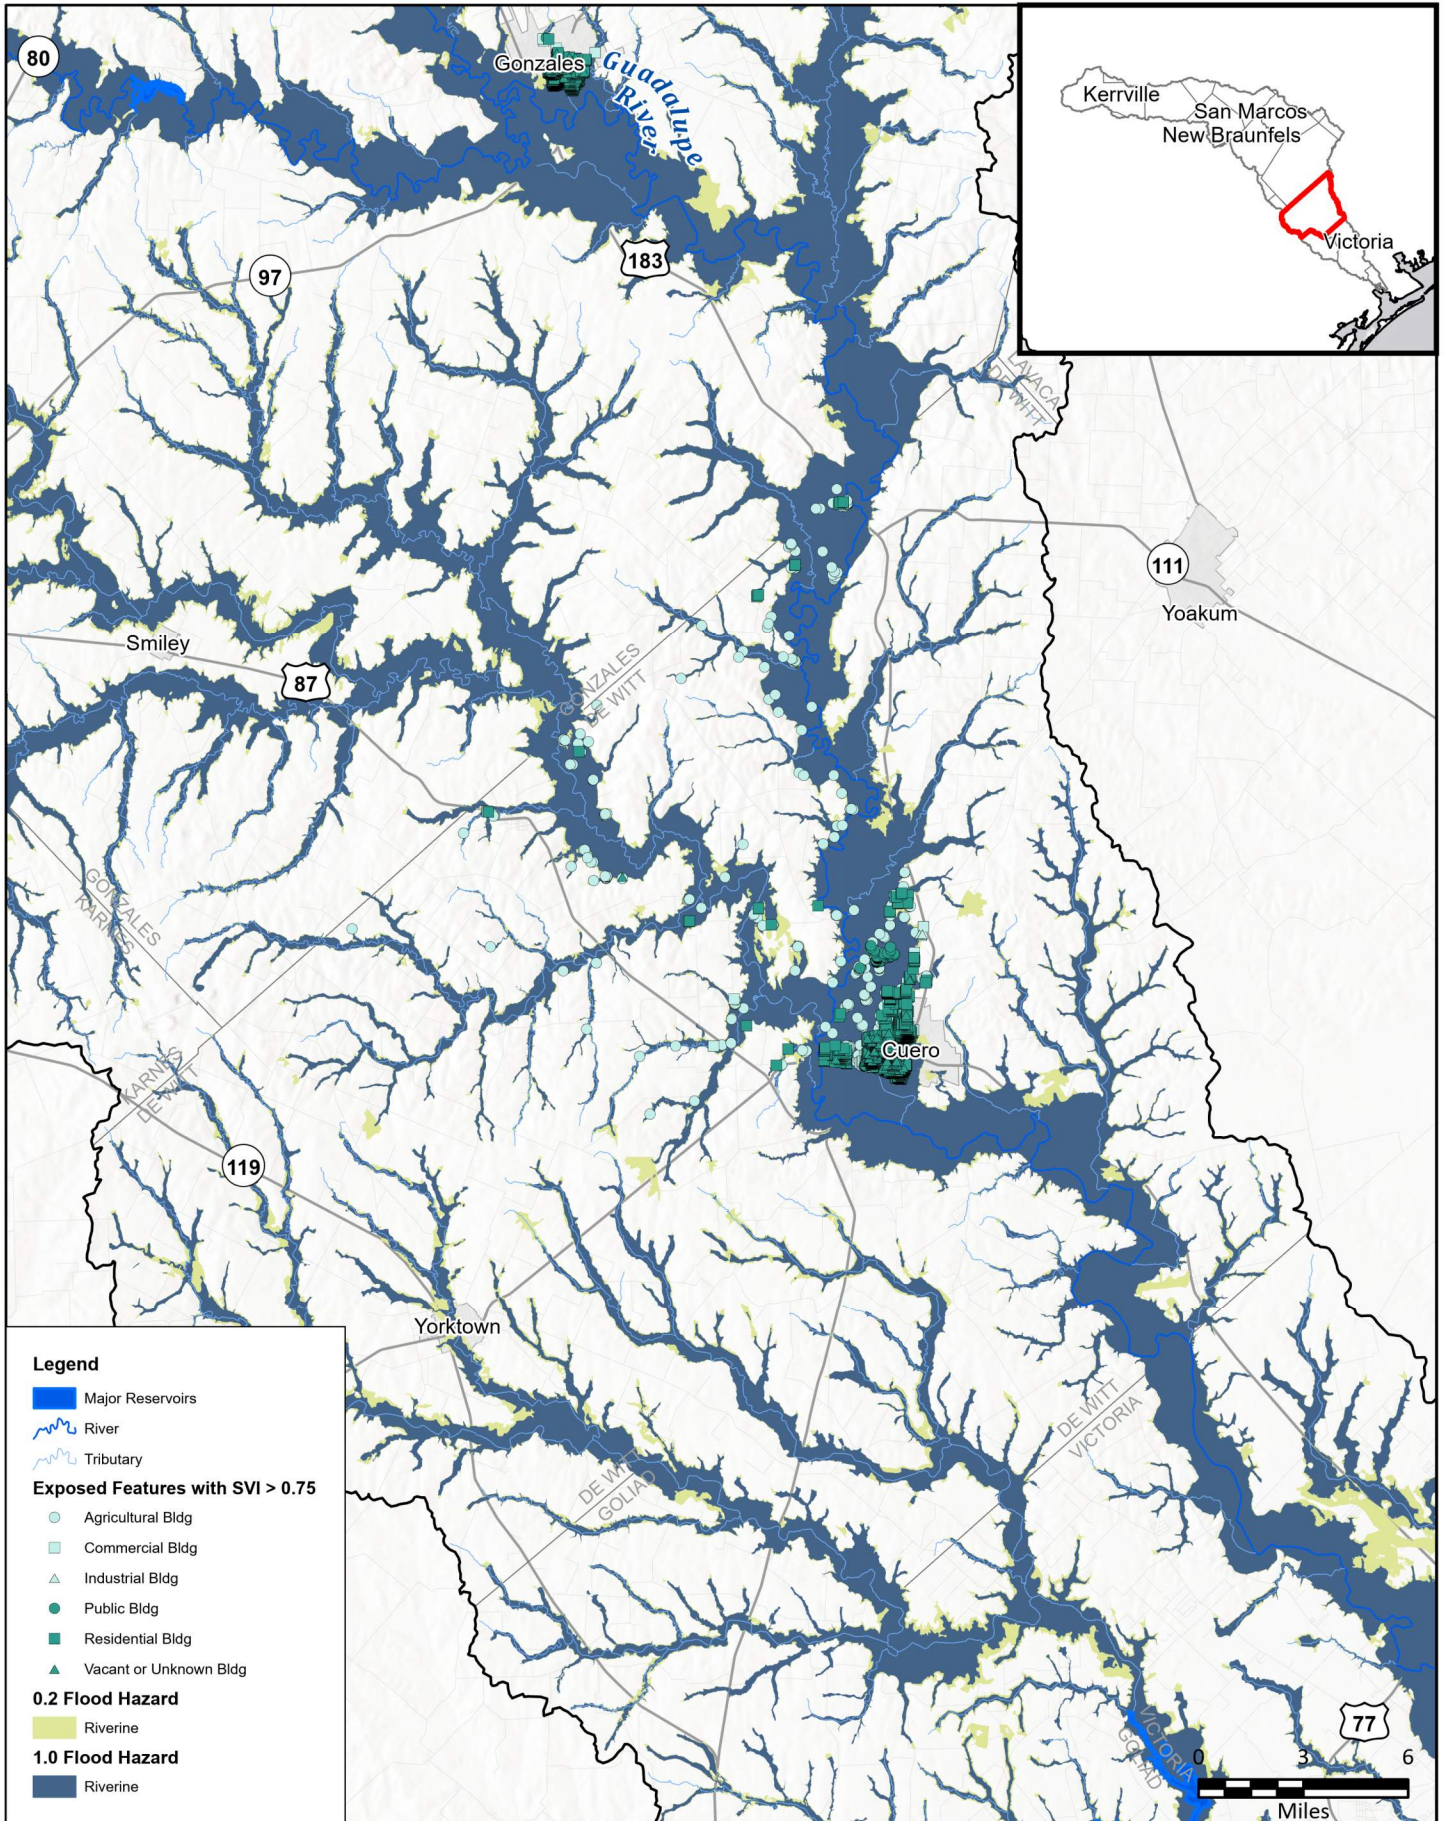 80
Gonzales
Guadalupe
River
Kerrville
San Marcos
New Braunfels
Victoria
97
183
LAVACA
DE WITT
111
Yoakum
Smiley
87
GONZALES
DE WITT
GONZALES
KARNES
Cuero
KARNES
DE WITT
119
Yorktown
DE WITT
VICTORIA
DE WITT
GOLIAD
VICTORIA
GOLIAD
77
0 3 6
Miles
Legend
Major Reservoirs
River
Tributary
Exposed Features with SVI > 0.75
Agricultural Bldg
Commercial Bldg
Industrial Bldg
Public Bldg
Residential Bldg
Vacant or Unknown Bldg
0.2 Flood Hazard
Riverine
1.0 Flood Hazard
Riverine